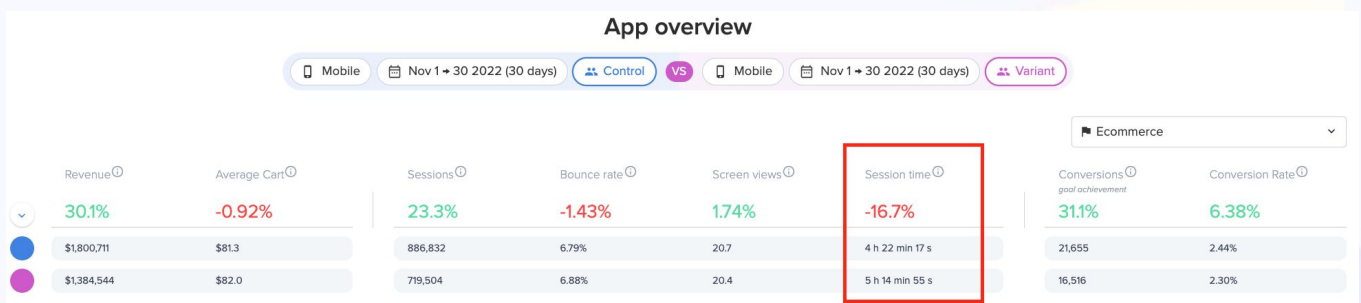 App overview
Mobile Nov 1 → 30 2022 (30 days) Control VS Mobile Nov 1 → 30 2022 (30 days) Variant
Ecommerce
Revenue Average Cart Sessions Bounce rate Screen views Session time Conversions Conversion Rate
goal achievement
30.1% -0.92% 23.3% -1.43% 1.74% -16.7% 31.1% 6.38%
$1,800,711 $81.3 886,832 6.79% 20.7 4 h 22 min 17 s 21,655 2.44%
$1,384,544 $82.0 719,504 6.88% 20.4 5 h 14 min 55 s 16,516 2.30%